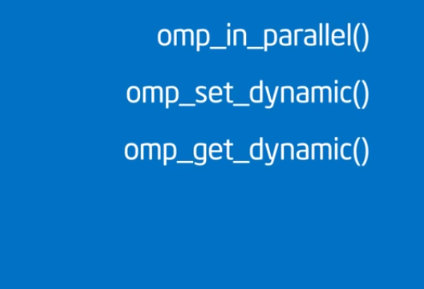 omp_in_parallel()
omp_set_dynamic()
omp_get_dynamic()